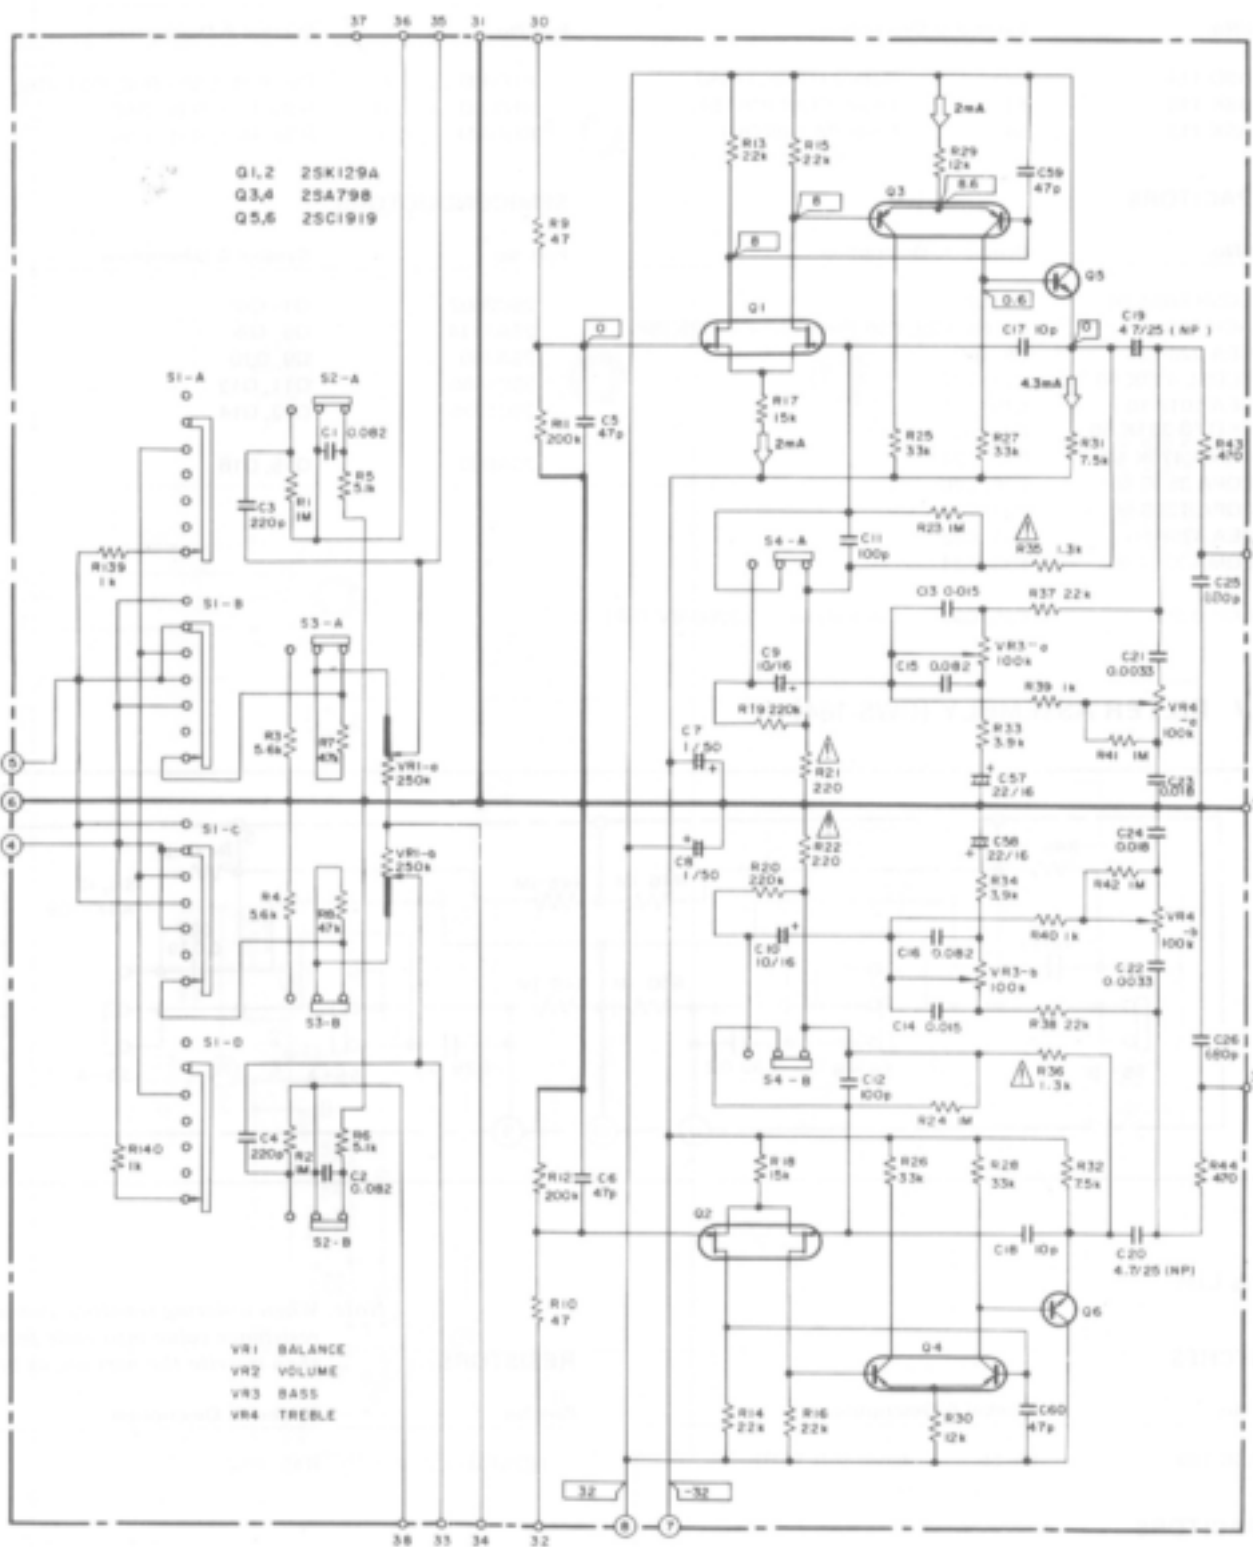 37 36 35 31 30
Q1,2 2SK129A
Q3,4 2SA798
Q5,6 2SC1919
R13
22k
R15
22k
2mA
R29
12k
C59
47p
Q3
8.6
8
8
R9
47
Q5
0.6
Q1
0
C17 10p
0
C19
4.7/25 (NP)
4.3mA
S1-A
S2-A
C1 0.082
R17
15k
2mA
R11
200k
C5
47p
R25
33k
R27
33k
R31
7.5k
R43
470
R5
5.1k
C3
220p
R1
1M
R139
1k
R23 1M
S4-A
C11
100p
R35 1.3k
C25
S1-B
S3-A
C13 0.015
R37 22k
C9
10/16
C15 0.082
VR3-a
100k
C21
0.0033
R19 220k
R39 1k
VR4
-a
100k
R3
5.6k
R7
47k
C7
1/50
R33
3.9k
R41 1M
5
VR1-a
250k
R21
220
C57
22/16
C23
0.018
6
S1-C
C24
0.018
4
VR1-b
250k
C8
1/50
R22
220
C58
22/16
R20
220k
R42 1M
R4
5.6k
47k
R34
3.9k
R40 1k
VR4
-b
100k
C10
10/16
C16 0.082
VR3-b
100k
C22
0.0033
S3-B
C14 0.015
R38 22k
S1-D
S4-B
C12
100p
R36
1.3k
C26
680p
R24 1M
R140
1k
C4
220p
R2
1M
R6
5.1k
C2
0.082
R12
200k
C6
47p
R18
15k
R26
33k
R28
33k
R32
7.5k
R44
470
S2-B
Q2
C18 10p
C20
4.7/25 (NP)
R10
47
Q6
VR1 BALANCE
VR2 VOLUME
VR3 BASS
VR4 TREBLE
Q4
R14
22k
R16
22k
R30
12k
C60
47p
32
-32
38 33 34 32 8 7